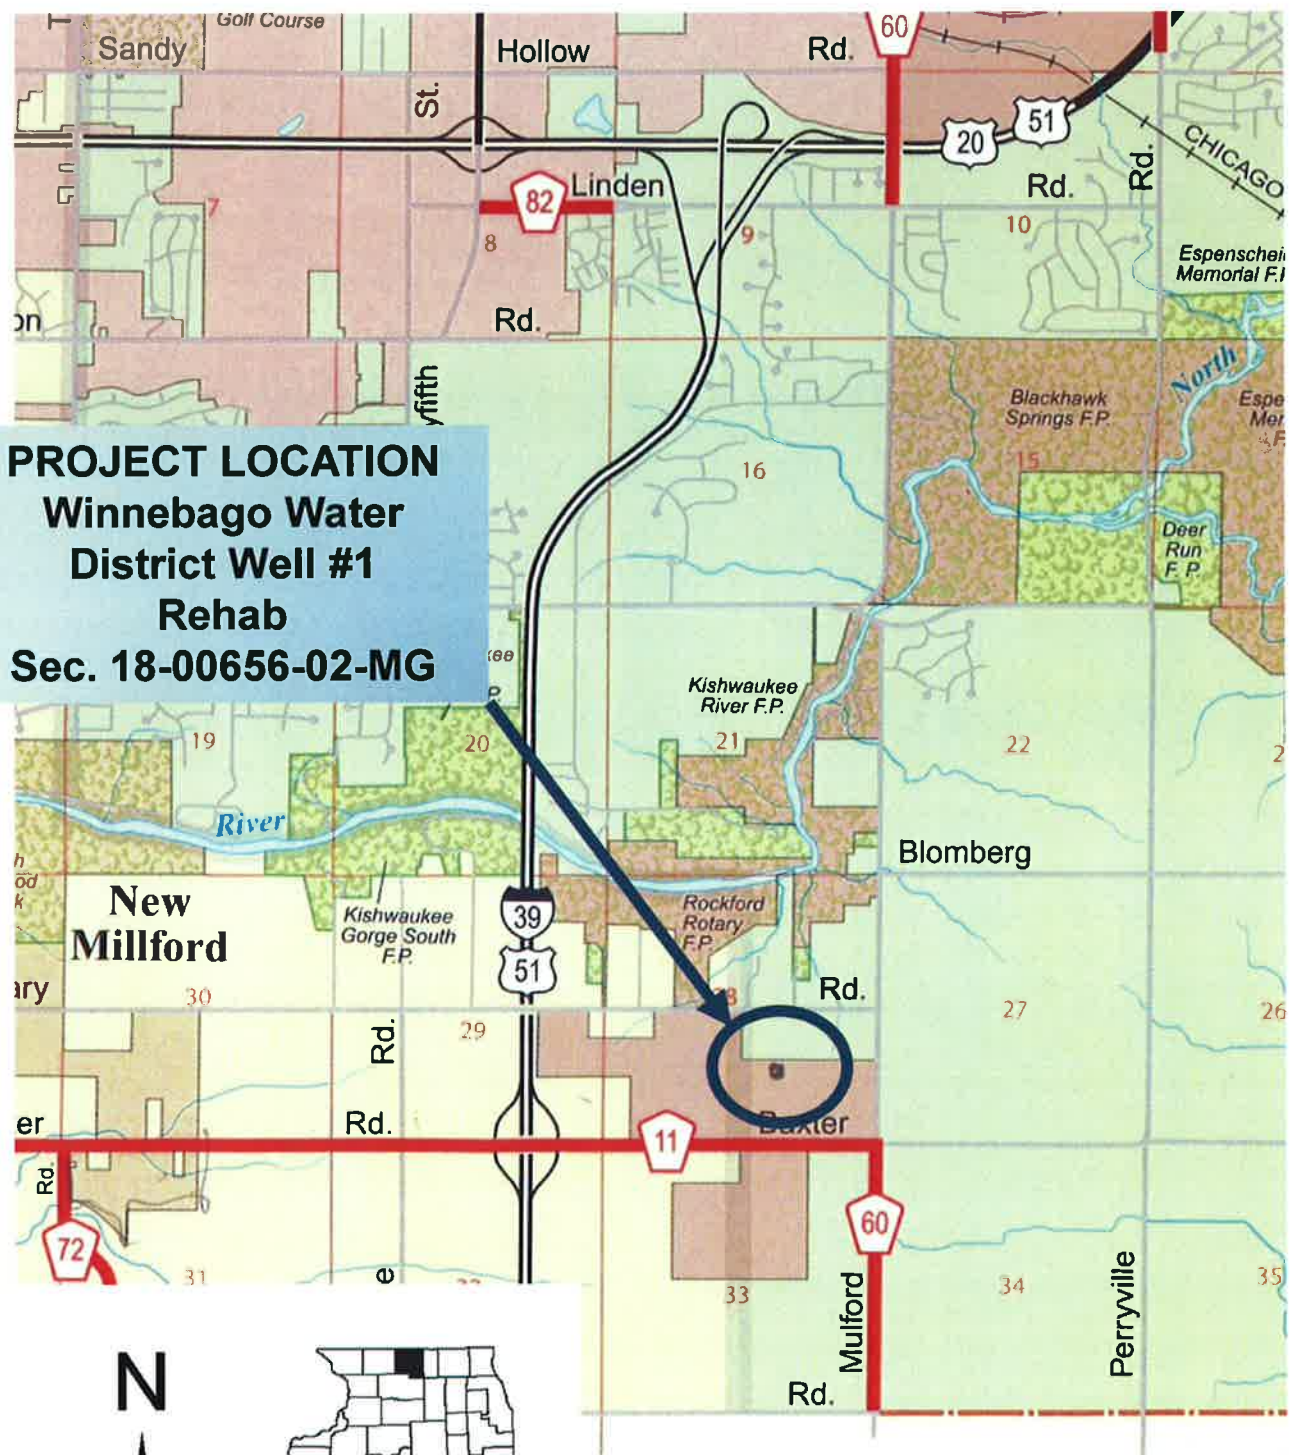 Golf Course
Sandy
Hollow
Rd.
60
St.
20
51
CHICAGO
Rd.
Linden
Rd.
82
7
8
9
10
Memorial
Rd.
North
Blackhawk
Springs F.P.
15
16
PROJECT LOCATION
Winnebago Water
District Well #1
Rehab
Sec. 18-00656-02-MG
Deer
Run
F. P.
Kishwaukee
River F.P.
19
20
21
22
River
Blomberg
New
Millford
Kishwaukee
Gorge South
F.P.
39
51
Rockford
Rotary
F.P.
Rd.
30
29
28
27
26
Rd.
Rd.
11
Baxter
Rd.
72
60
31
33
34
35
Mulford
Perryville
Rd.
N